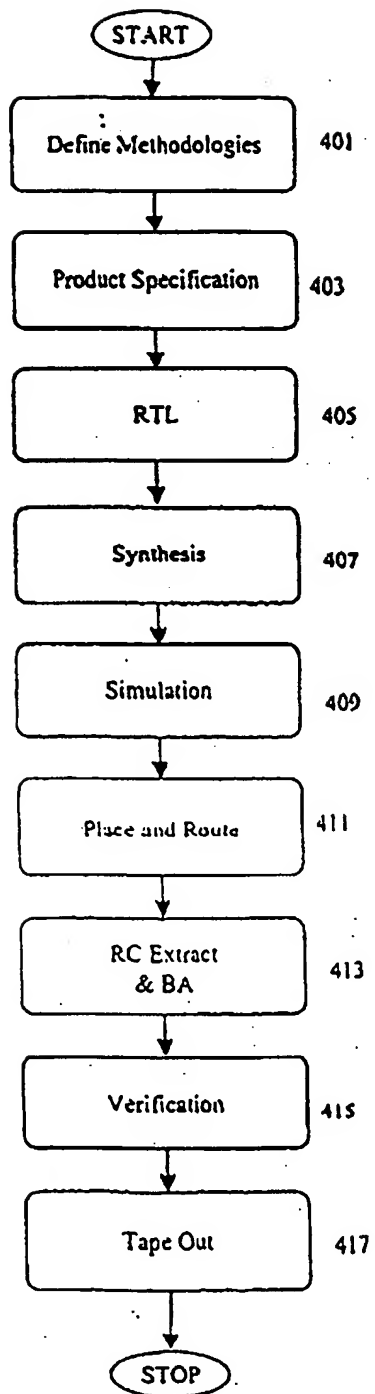 START
Define Methodologies 401
Product Specification 403
RTL 405
Synthesis 407
Simulation 409
Place and Route 411
RC Extract
& BA 413
Verification 415
Tape Out 417
STOP